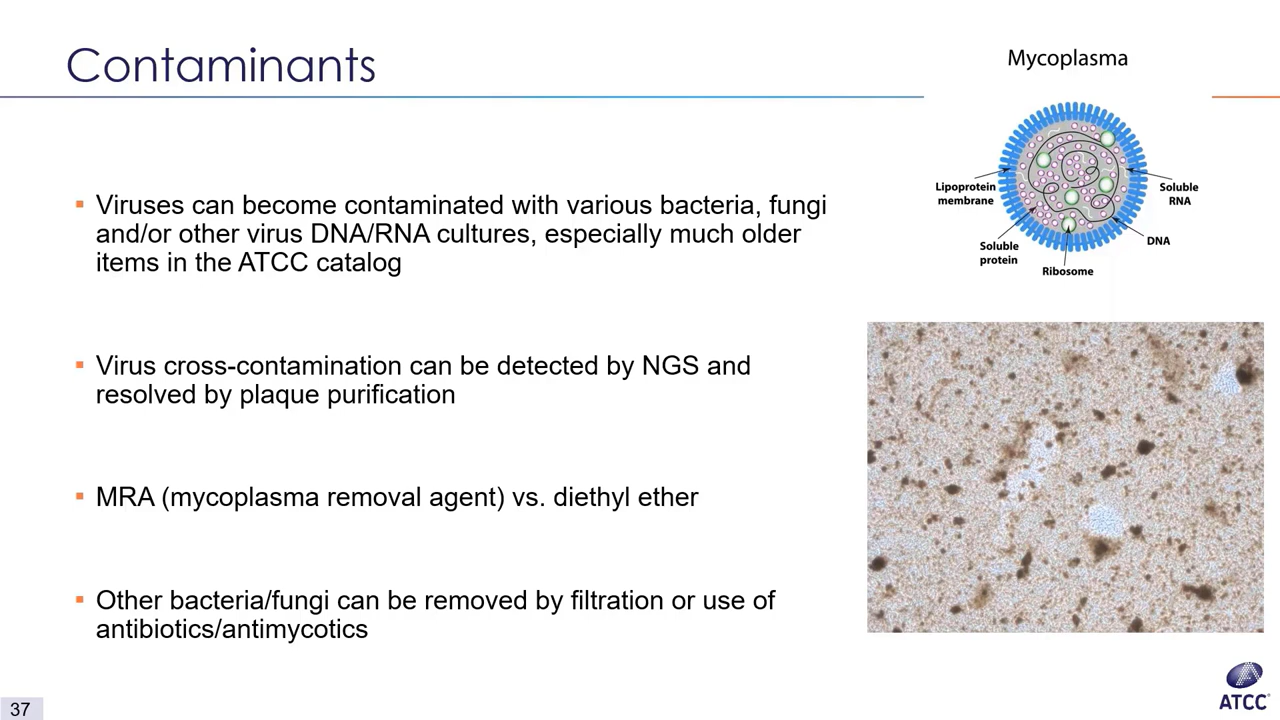 Contaminants
Mycoplasma
Lipoprotein
membrane
Soluble
RNA
Soluble
protein
DNA
Ribosome
▪ Viruses can become contaminated with various bacteria, fungi
and/or other virus DNA/RNA cultures, especially much older
items in the ATCC catalog
▪ Virus cross-contamination can be detected by NGS and
resolved by plaque purification
▪ MRA (mycoplasma removal agent) vs. diethyl ether
▪ Other bacteria/fungi can be removed by filtration or use of
antibiotics/antimycotics
37
ATCC